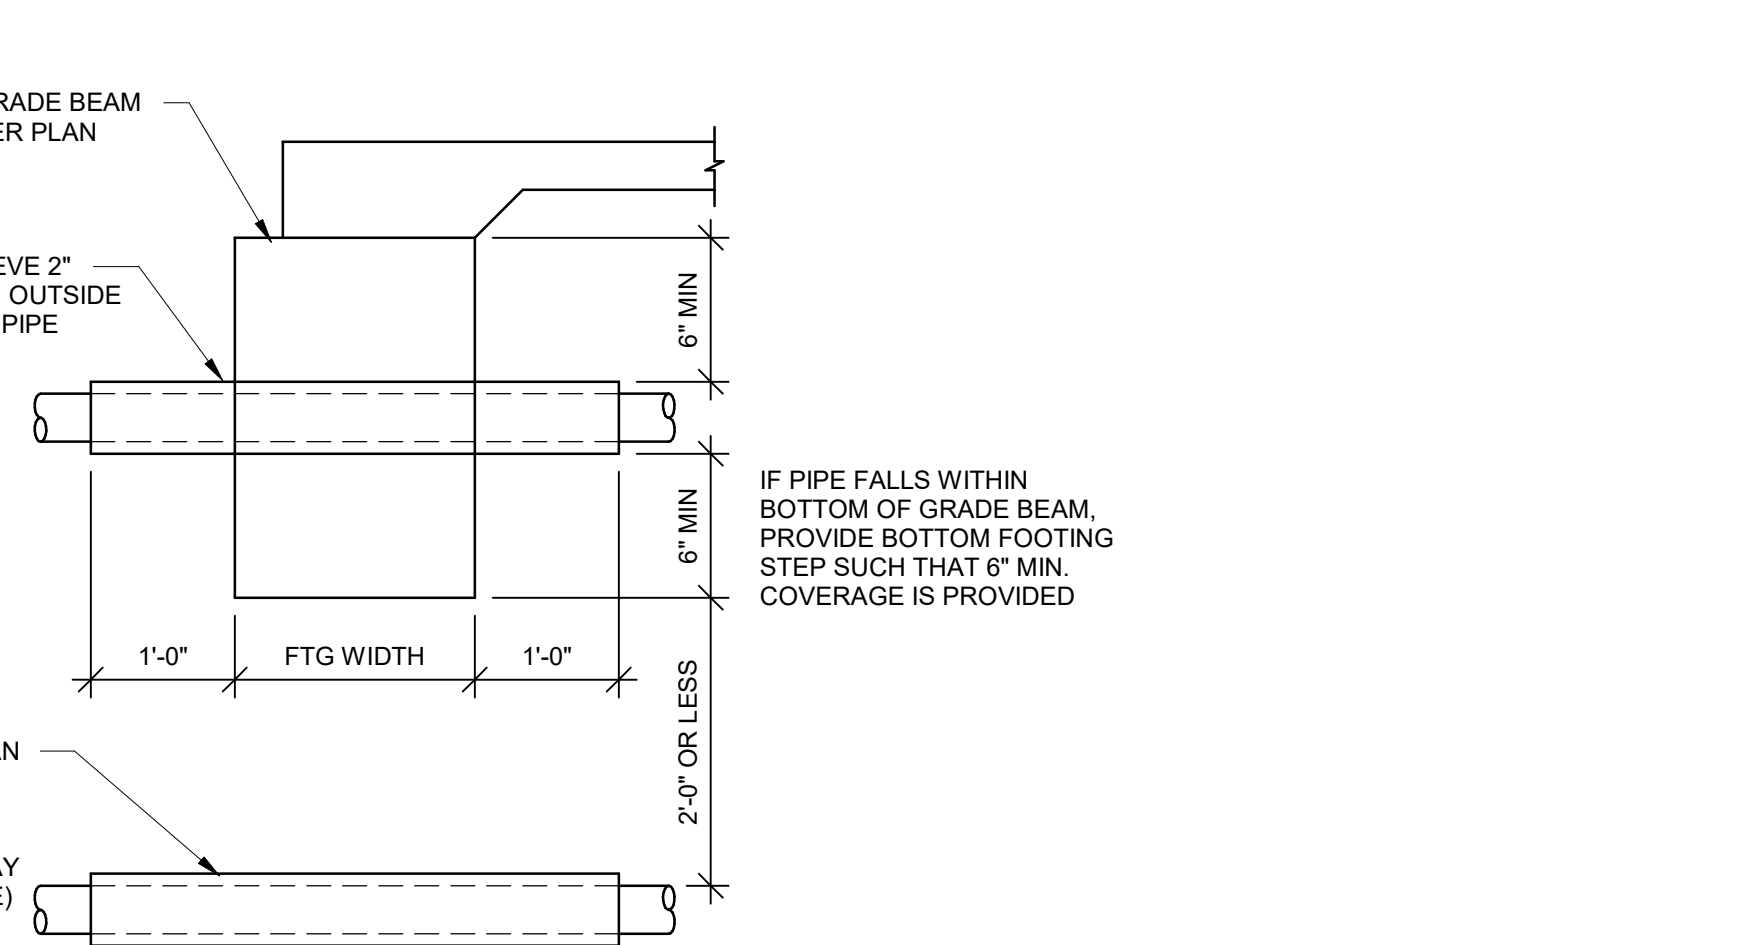 RADE BEAM
ER PLAN
EVE 2"
OUTSIDE
PIPE
6" MIN
6" MIN
IF PIPE FALLS WITHIN
BOTTOM OF GRADE BEAM,
PROVIDE BOTTOM FOOTING
STEP SUCH THAT 6" MIN.
COVERAGE IS PROVIDED
1'-0"
FTG WIDTH
1'-0"
2'-0" OR LESS
AN
AY
E)